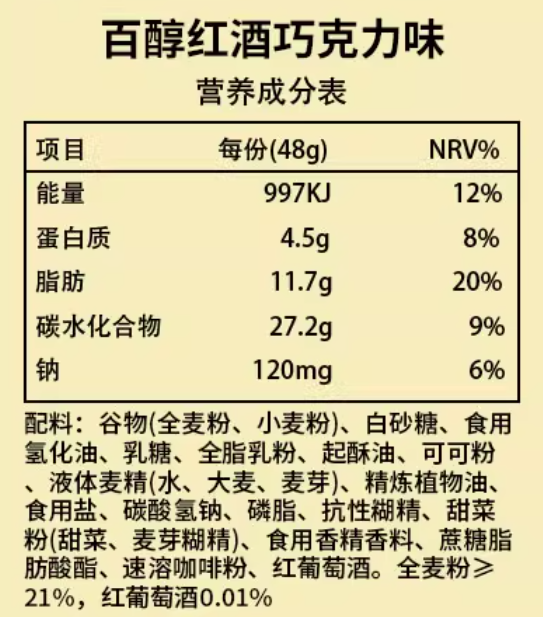 百醇红酒巧克力味
营养成分表
项目 每份(48g) NRV%
能量 997KJ 12%
蛋白质 4.5g 8%
脂肪 11.7g 20%
碳水化合物 27.2g 9%
钠 120mg 6%
配料：谷物(全麦粉、小麦粉)、白砂糖、食用
氢化油、乳糖、全脂乳粉、起酥油、可可粉
、液体麦精(水、大麦、麦芽)、精炼植物油、
食用盐、碳酸氢钠、磷脂、抗性糊精、甜菜
粉(甜菜、麦芽糊精)、食用香精香料、蔗糖脂
肪酸酯、速溶咖啡粉、红葡萄酒。全麦粉≥
21%，红葡萄酒0.01%